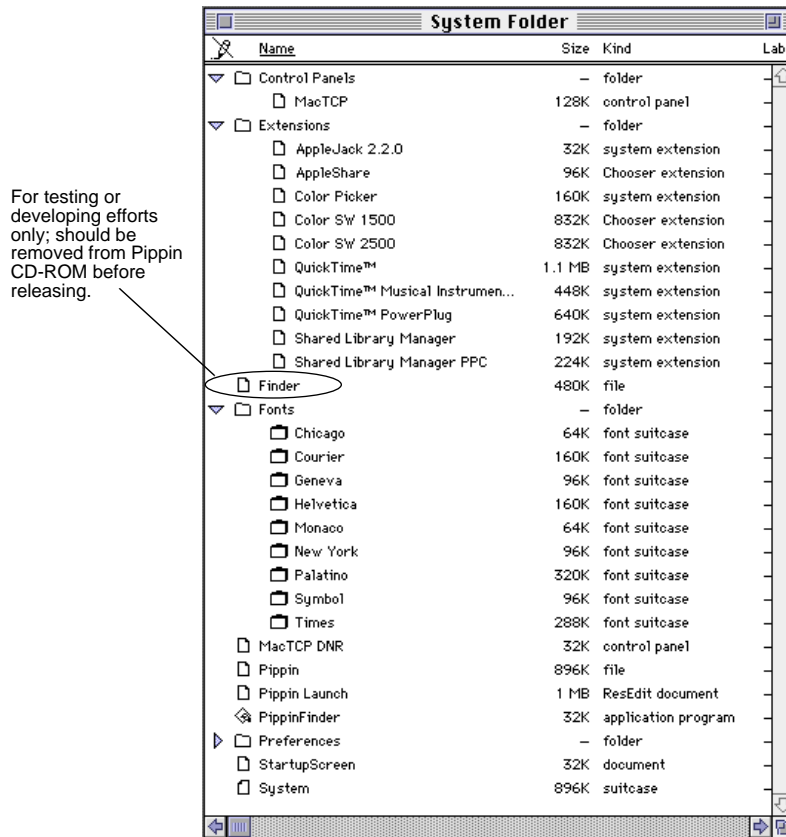 System Folder
Name Size Kind Lab
Control Panels – folder –
MacTCP 128K control panel –
Extensions – folder –
AppleJack 2.2.0 32K system extension –
AppleShare 96K Chooser extension –
Color Picker 160K system extension –
Color SW 1500 832K Chooser extension –
Color SW 2500 832K Chooser extension –
QuickTime™ 1.1 MB system extension –
QuickTime™ Musical Instrumen... 448K system extension –
QuickTime™ PowerPlug 640K system extension –
Shared Library Manager 192K system extension –
Shared Library Manager PPC 224K system extension –
Finder 480K file –
Fonts – folder –
Chicago 64K font suitcase –
Courier 160K font suitcase –
Geneva 96K font suitcase –
Helvetica 160K font suitcase –
Monaco 64K font suitcase –
New York 96K font suitcase –
Palatino 320K font suitcase –
Symbol 96K font suitcase –
Times 288K font suitcase –
MacTCP DNR 32K control panel –
Pippin 896K file –
Pippin Launch 1 MB ResEdit document –
PippinFinder 32K application program –
Preferences – folder –
StartupScreen 32K document –
System 896K suitcase –
For testing or
developing efforts
only; should be
removed from Pippin
CD-ROM before
releasing.